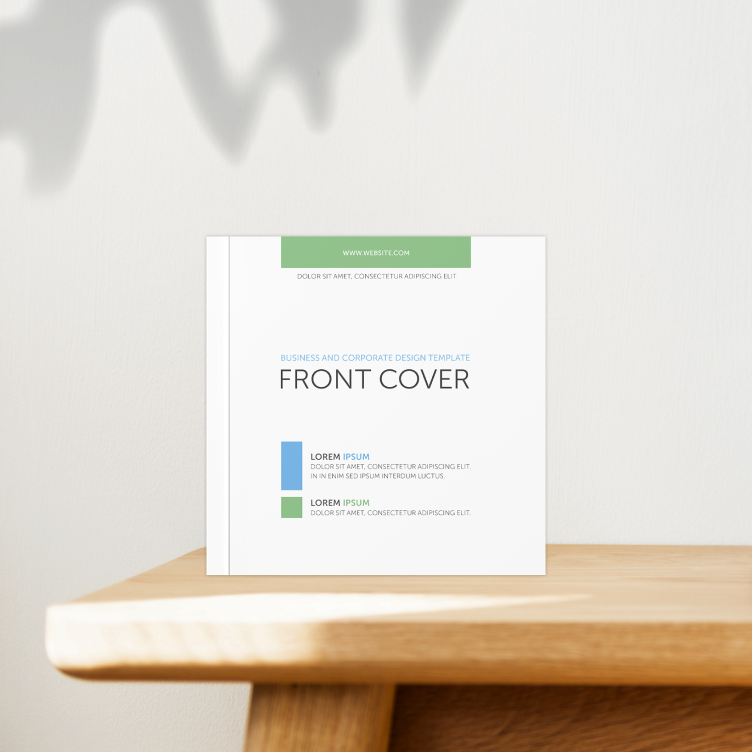 WWW.WEBSITE.COM
DOLOR SIT AMET, CONSECTETUR ADIPISCING ELIT
BUSINESS AND CORPORATE DESIGN TEMPLATE
FRONT COVER
LOREM IPSUM
DOLOR SIT AMET, CONSECTETUR ADIPISCING ELIT.
IN IN ENIM SED IPSUM INTERDUM LUCTUS.
LOREM IPSUM
DOLOR SIT AMET, CONSECTETUR ADIPISCING ELIT.